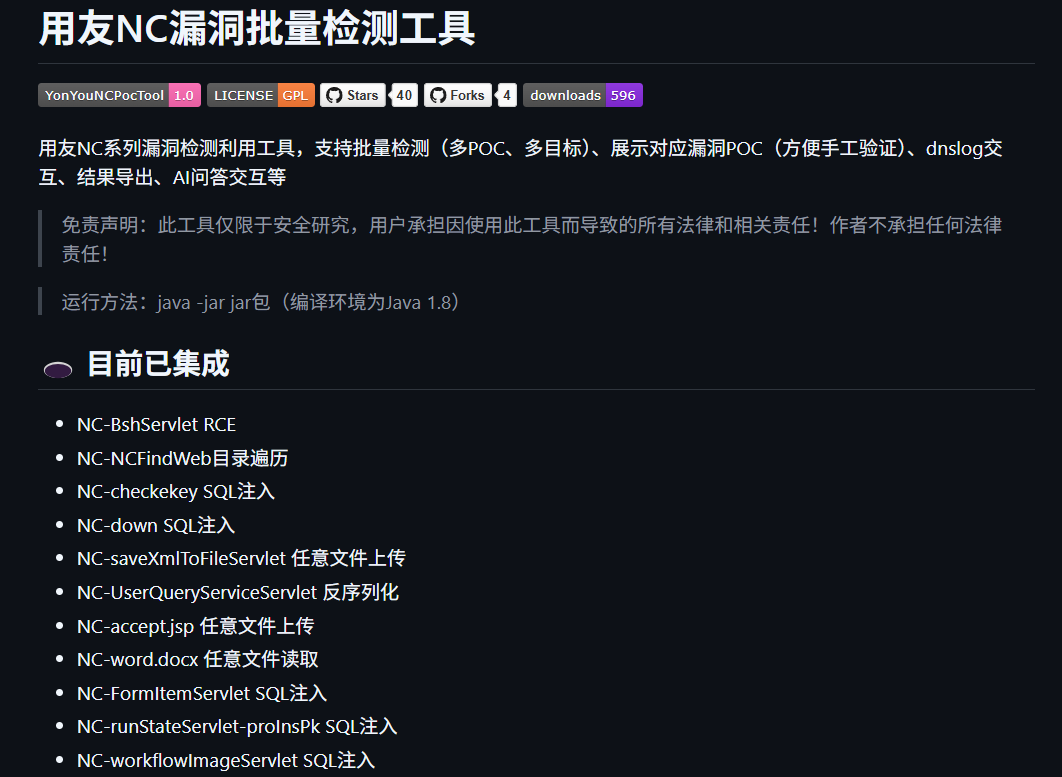 用友NC漏洞批量检测工具
YonYouNCPocTool 1.0 LICENSE GPL Stars 40 Forks 4 downloads 596
用友NC系列漏洞检测利用工具，支持批量检测（多POC、多目标）、展示对应漏洞POC（方便手工验证）、dnslog交
互、结果导出、AI问答交互等
免责声明：此工具仅限于安全研究，用户承担因使用此工具而导致的所有法律和相关责任！作者不承担任何法律
责任！
运行方法：java -jar jar包（编译环境为Java 1.8）
目前已集成
NC-BshServlet RCE
NC-NCFindWeb目录遍历
NC-checkekey SQL注入
NC-down SQL注入
NC-saveXmlToFileServlet 任意文件上传
NC-UserQueryServiceServlet 反序列化
NC-accept.jsp 任意文件上传
NC-word.docx 任意文件读取
NC-FormItemServlet SQL注入
NC-runStateServlet-proInsPk SQL注入
NC-workflowImageServlet SQL注入